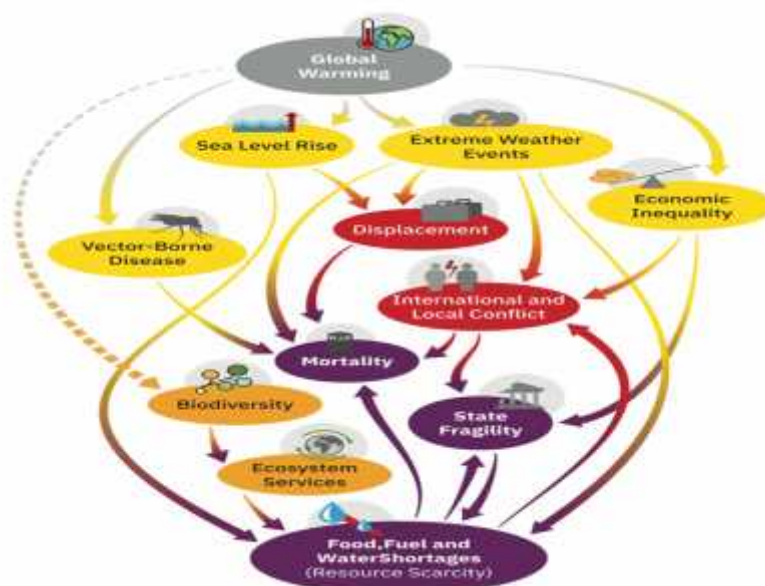 Global
Warming
Sea Level Rise
Extreme Weather
Events
Economic
Inequality
Displacement
Vector-Borne
Disease
International and
Local Conflict
Mortality
Biodiversity
State
Fragility
Ecosystem
Services
Food,Fuel and
WaterShortages
(Resource Scarcity)